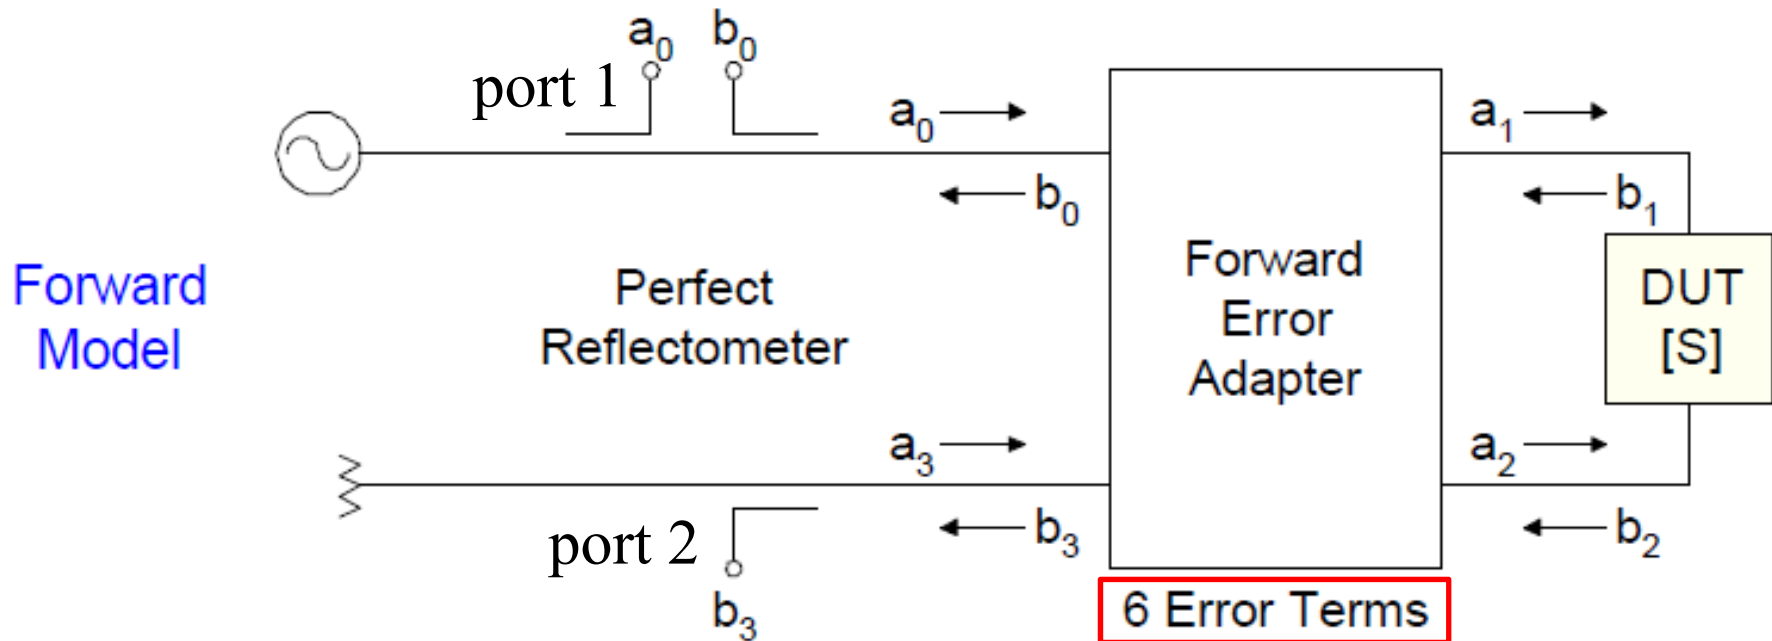 a₀ b₀
port 1
a₀
a₁
b₀
b₁
Forward
Model
Perfect
Reflectometer
Forward
Error
Adapter
DUT
[S]
a₃
a₂
port 2
b₃
b₂
b₃
6 Error Terms